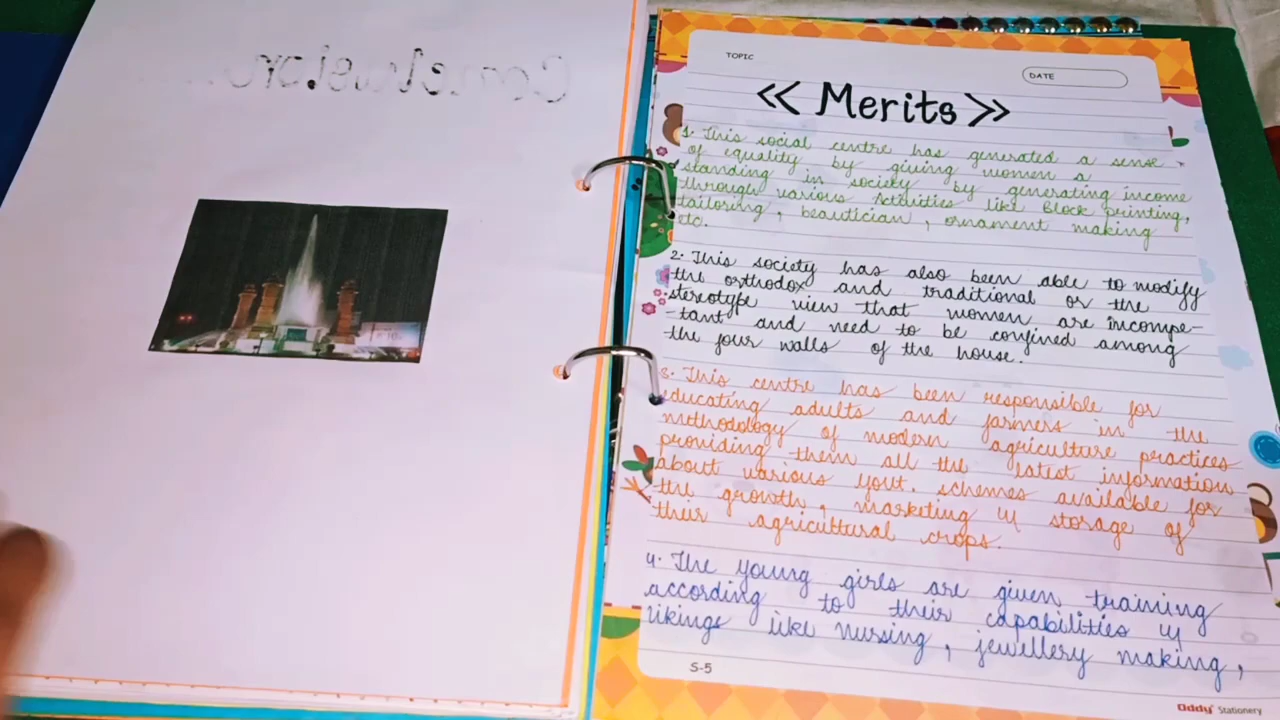 TOPIC
DATE
<< Merits >>
1. This social centre has generated a sense
of equality by giving women a
standing in society by generating income
through various activities like Block printing,
tailoring, beautician, ornament making
etc.
2. This society has also been able to modify
the orthodox and traditional or the
stereotype view that women are incompe-
-tant and need to be confined among
the four walls of the house.
3. This centre has been responsible for
educating adults and farmers in the
methodology of modern agriculture practices
providing them all the latest information
about various govt. schemes available for
the growth, marketing & storage of
their agricultural crops.
4. The young girls are given training
according to their capabilities &
likings like nursing, jewellery making,
S-5
Oddy Stationery